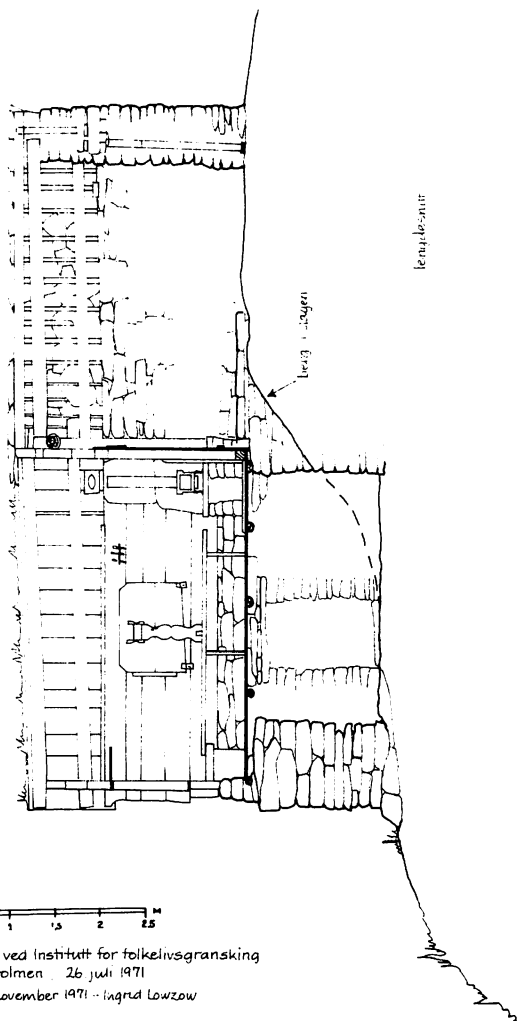 lengdesnitt
berg i dagen
1 1,5 2 2,5 M
ved Institutt for folkelivsgransking
olmen 26. juli 1971
ovember 1971 - Ingrid Lowzow